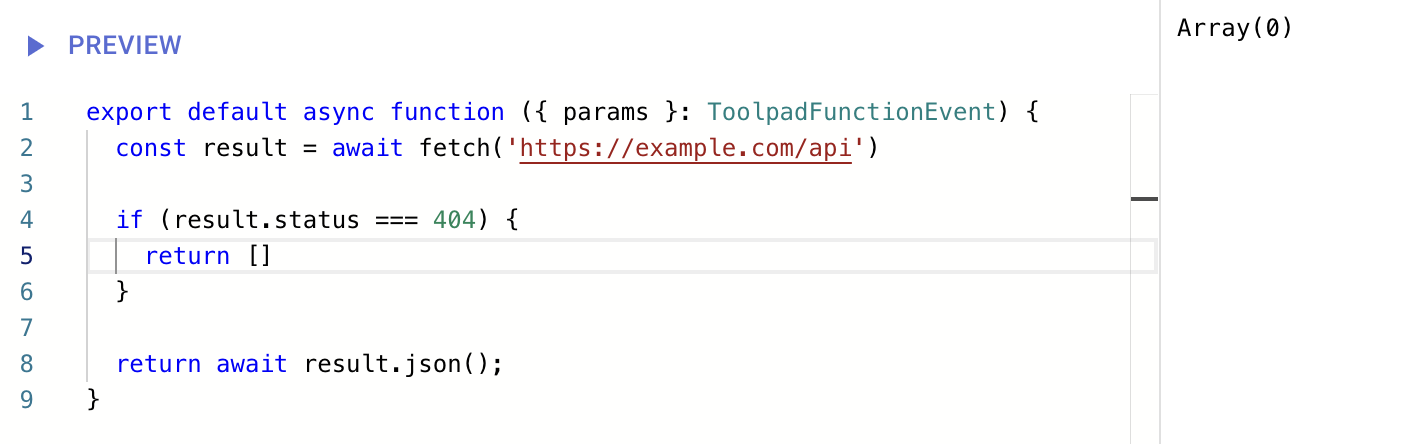 PREVIEW
Array(0)
1 export default async function ({ params }: ToolpadFunctionEvent) {
2   const result = await fetch('https://example.com/api')
3
4   if (result.status === 404) {
5     return []
6   }
7
8   return await result.json();
9 }